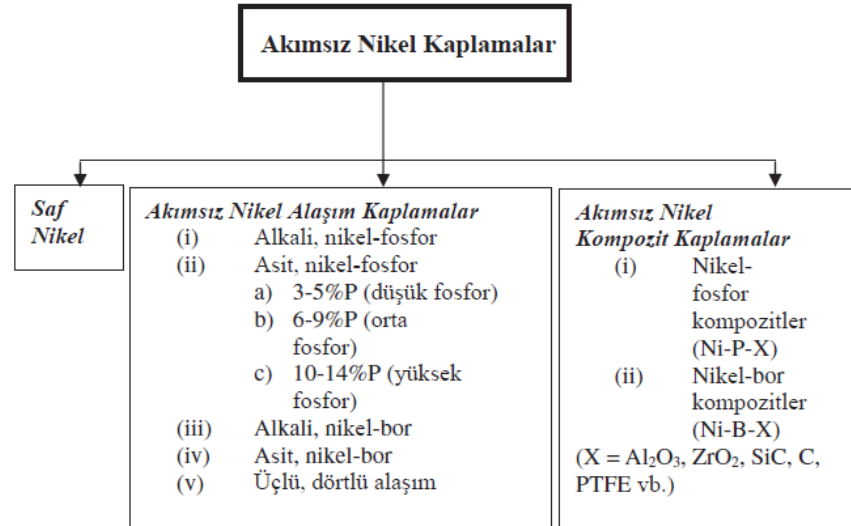 Akımsız Nikel Kaplamalar
Saf
Nikel
Akımsız Nikel Alaşım Kaplamalar
(i) Alkali, nikel-fosfor
(ii) Asit, nikel-fosfor
a) 3-5%P (düşük fosfor)
b) 6-9%P (orta
fosfor)
c) 10-14%P (yüksek
fosfor)
(iii) Alkali, nikel-bor
(iv) Asit, nikel-bor
(v) Üçlü, dörtlü alaşım
Akımsız Nikel
Kompozit Kaplamalar
(i) Nikel-
fosfor
kompozitler
(Ni-P-X)
(ii) Nikel-bor
kompozitler
(Ni-B-X)
(X = Al₂O₃, ZrO₂, SiC, C,
PTFE vb.)